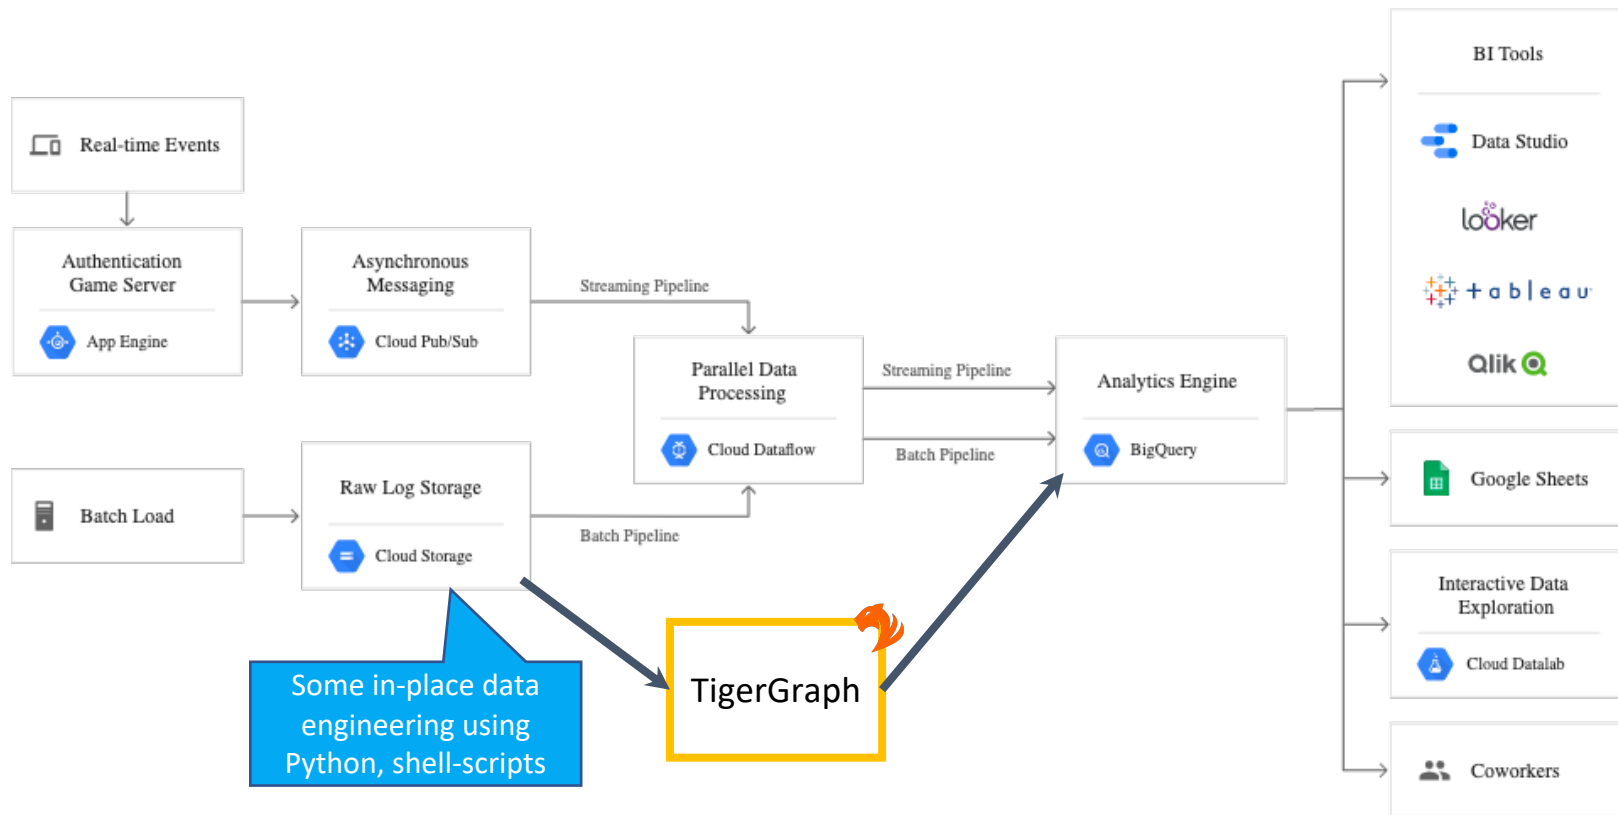 Real-time Events
Authentication
Game Server
App Engine
Asynchronous
Messaging
Cloud Pub/Sub
Streaming Pipeline
Batch Load
Raw Log Storage
Cloud Storage
Batch Pipeline
Some in-place data
engineering using
Python, shell-scripts
Parallel Data
Processing
Cloud Dataflow
TigerGraph
Streaming Pipeline
Batch Pipeline
Analytics Engine
BigQuery
BI Tools
Data Studio
looker
+ableau
Qlik
Google Sheets
Interactive Data
Exploration
Cloud Datalab
Coworkers